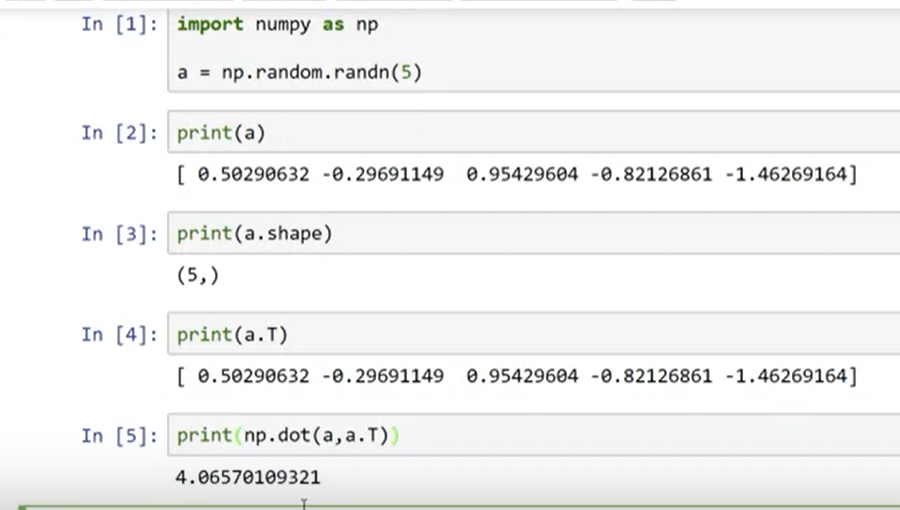 In [1]: import numpy as np
a = np.random.randn(5)
In [2]: print(a)
[ 0.50290632 -0.29691149  0.95429604 -0.82126861 -1.46269164]
In [3]: print(a.shape)
(5,)
In [4]: print(a.T)
[ 0.50290632 -0.29691149  0.95429604 -0.82126861 -1.46269164]
In [5]: print(np.dot(a,a.T))
4.06570109321